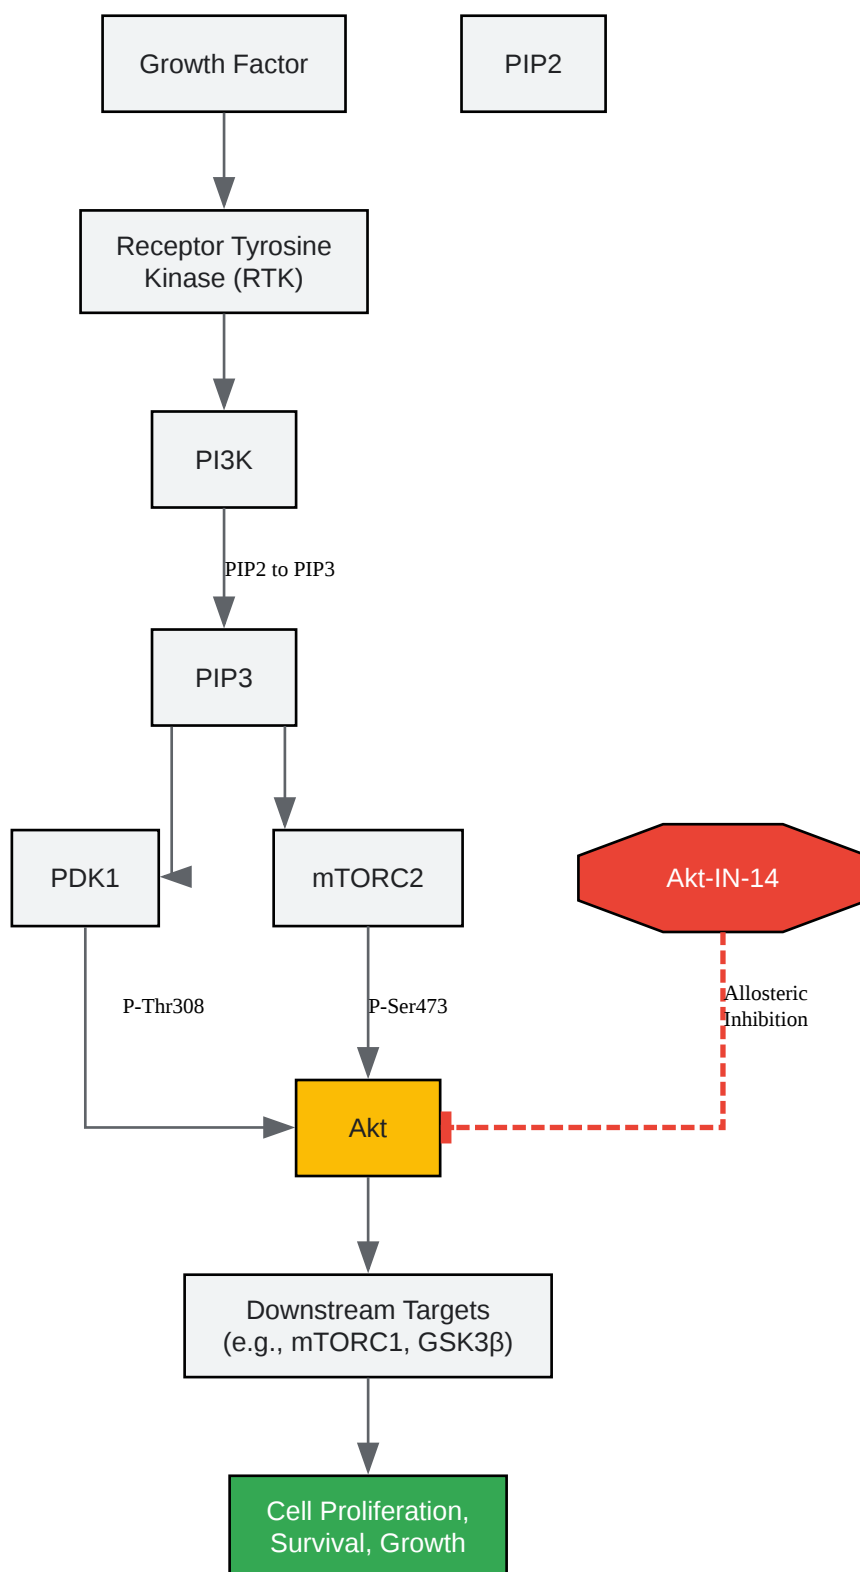 Growth Factor
PIP2
Receptor Tyrosine
Kinase (RTK)
PI3K
PIP2 to PIP3
PIP3
PDK1
mTORC2
Akt-IN-14
P-Thr308
P-Ser473
Allosteric
Inhibition
Akt
Downstream Targets
(e.g., mTORC1, GSK3β)
Cell Proliferation,
Survival, Growth